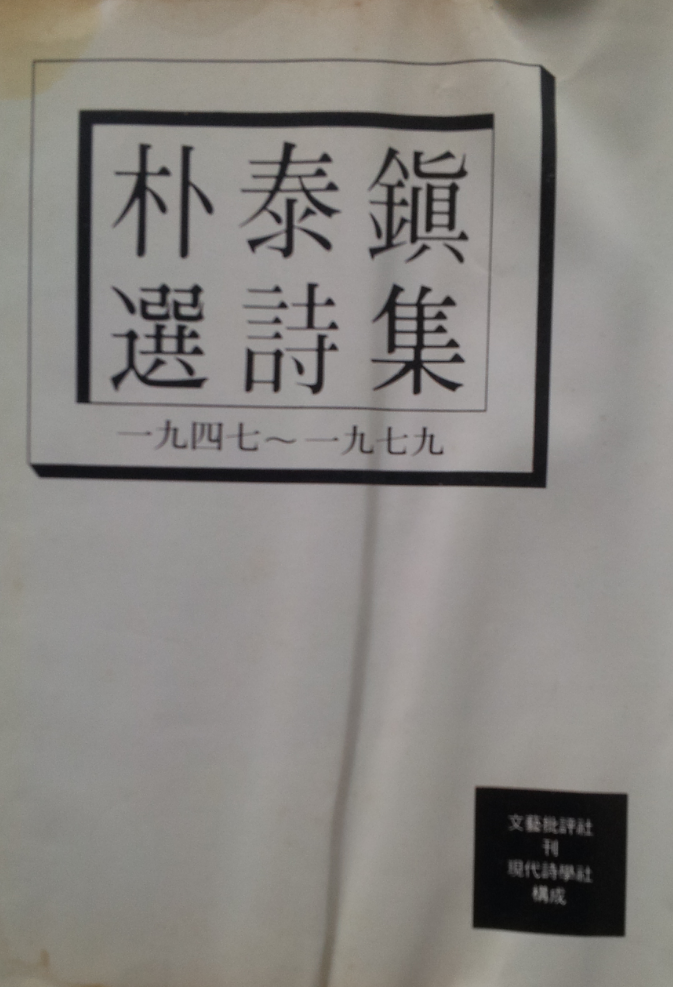 朴泰鎭
選詩集
一九四七～一九七九
文藝批評社
刊
現代詩學社
構成